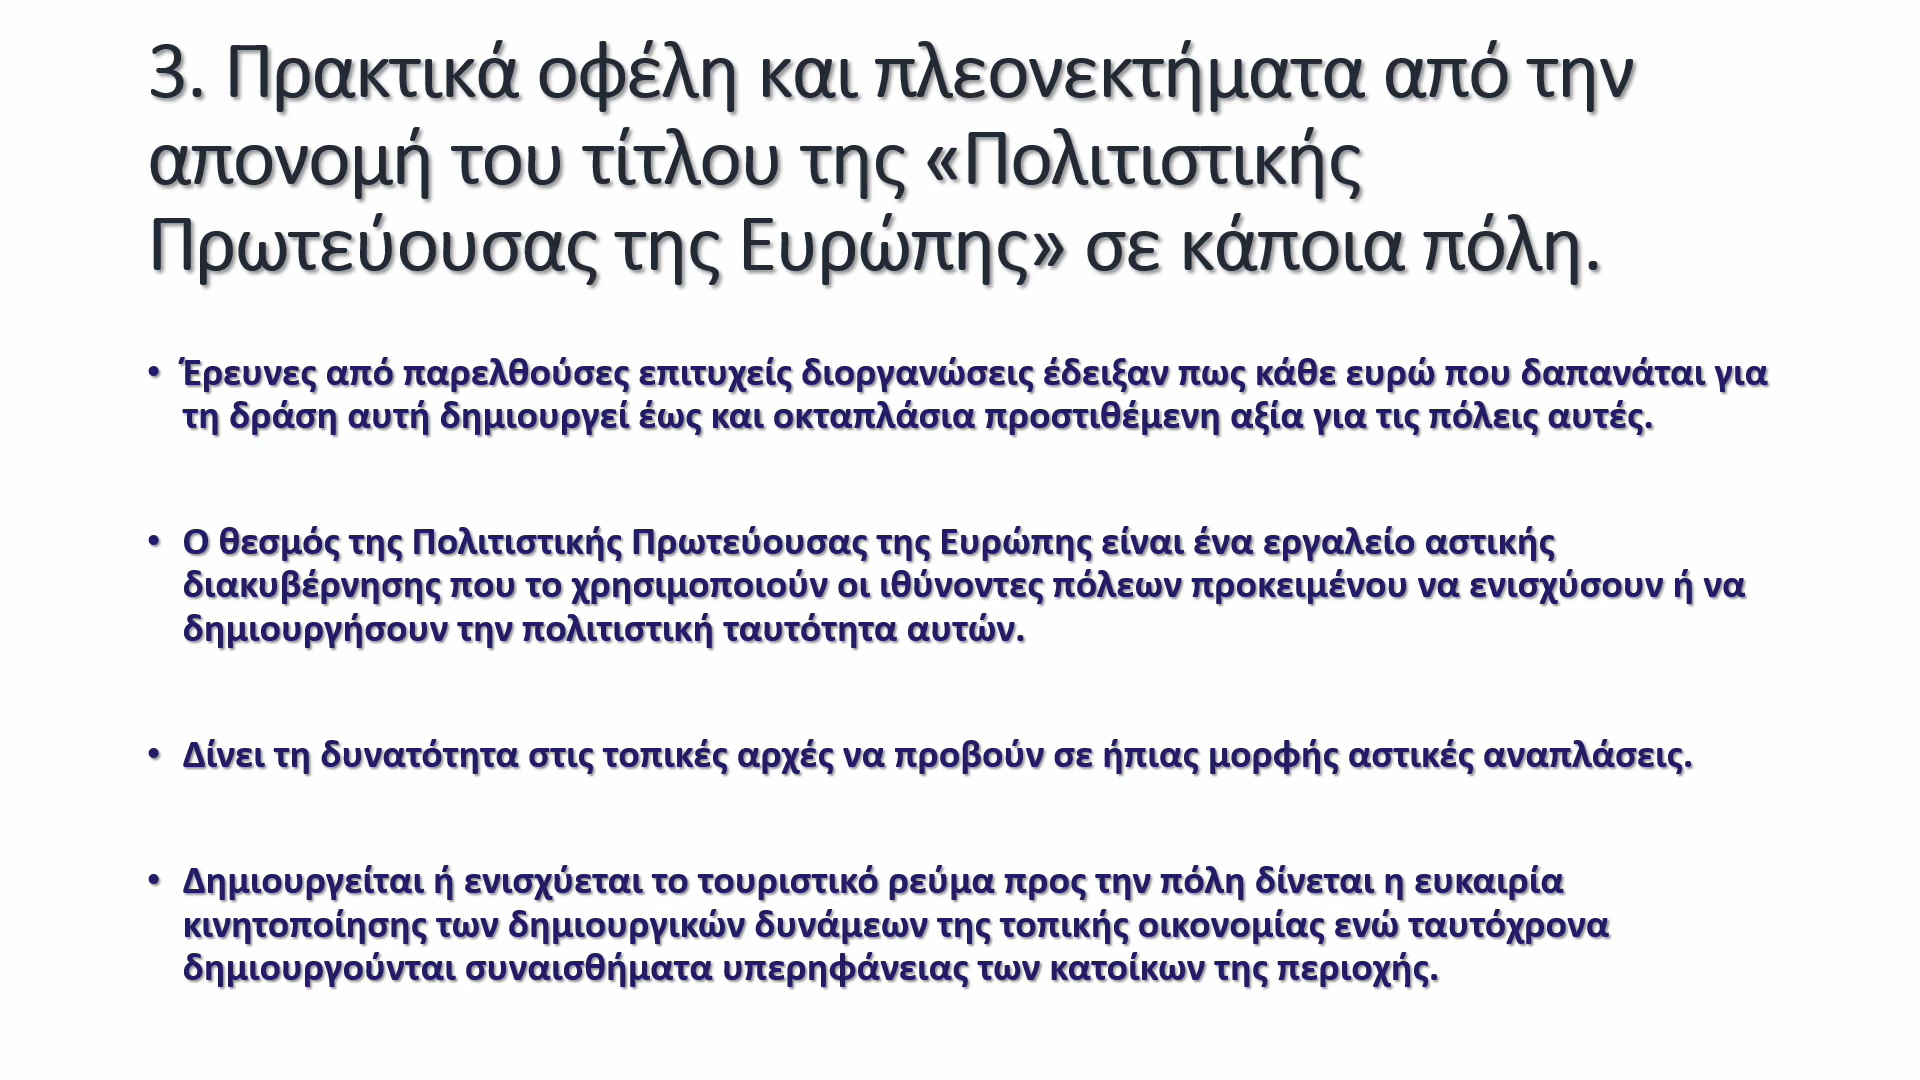 3. Πρακτικά οφέλη και πλεονεκτήματα από την
απονομή του τίτλου της «Πολιτιστικής
Πρωτεύουσας της Ευρώπης» σε κάποια πόλη.
• Έρευνες από παρελθούσες επιτυχείς διοργανώσεις έδειξαν πως κάθε ευρώ που δαπανάται για
τη δράση αυτή δημιουργεί έως και οκταπλάσια προστιθέμενη αξία για τις πόλεις αυτές.
• Ο θεσμός της Πολιτιστικής Πρωτεύουσας της Ευρώπης είναι ένα εργαλείο αστικής
διακυβέρνησης που το χρησιμοποιούν οι ιθύνοντες πόλεων προκειμένου να ενισχύσουν ή να
δημιουργήσουν την πολιτιστική ταυτότητα αυτών.
• Δίνει τη δυνατότητα στις τοπικές αρχές να προβούν σε ήπιας μορφής αστικές αναπλάσεις.
• Δημιουργείται ή ενισχύεται το τουριστικό ρεύμα προς την πόλη δίνεται η ευκαιρία
κινητοποίησης των δημιουργικών δυνάμεων της τοπικής οικονομίας ενώ ταυτόχρονα
δημιουργούνται συναισθήματα υπερηφάνειας των κατοίκων της περιοχής.